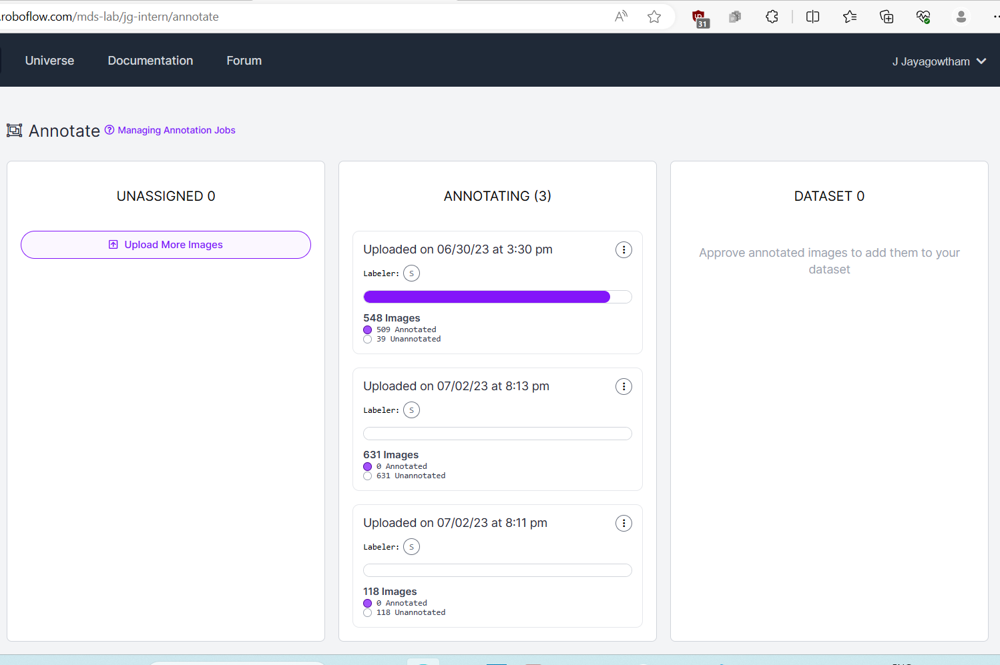 .roboflow.com/mds-lab/jg-intern/annotate
31
Universe
Documentation
Forum
J Jayagowtham
Annotate
Managing Annotation Jobs
UNASSIGNED 0
Upload More Images
ANNOTATING (3)
Uploaded on 06/30/23 at 3:30 pm
Labeler: S
548 Images
509 Annotated
39 Unannotated
Uploaded on 07/02/23 at 8:13 pm
Labeler: S
631 Images
0 Annotated
631 Unannotated
Uploaded on 07/02/23 at 8:11 pm
Labeler: S
118 Images
0 Annotated
118 Unannotated
DATASET 0
Approve annotated images to add them to your
dataset